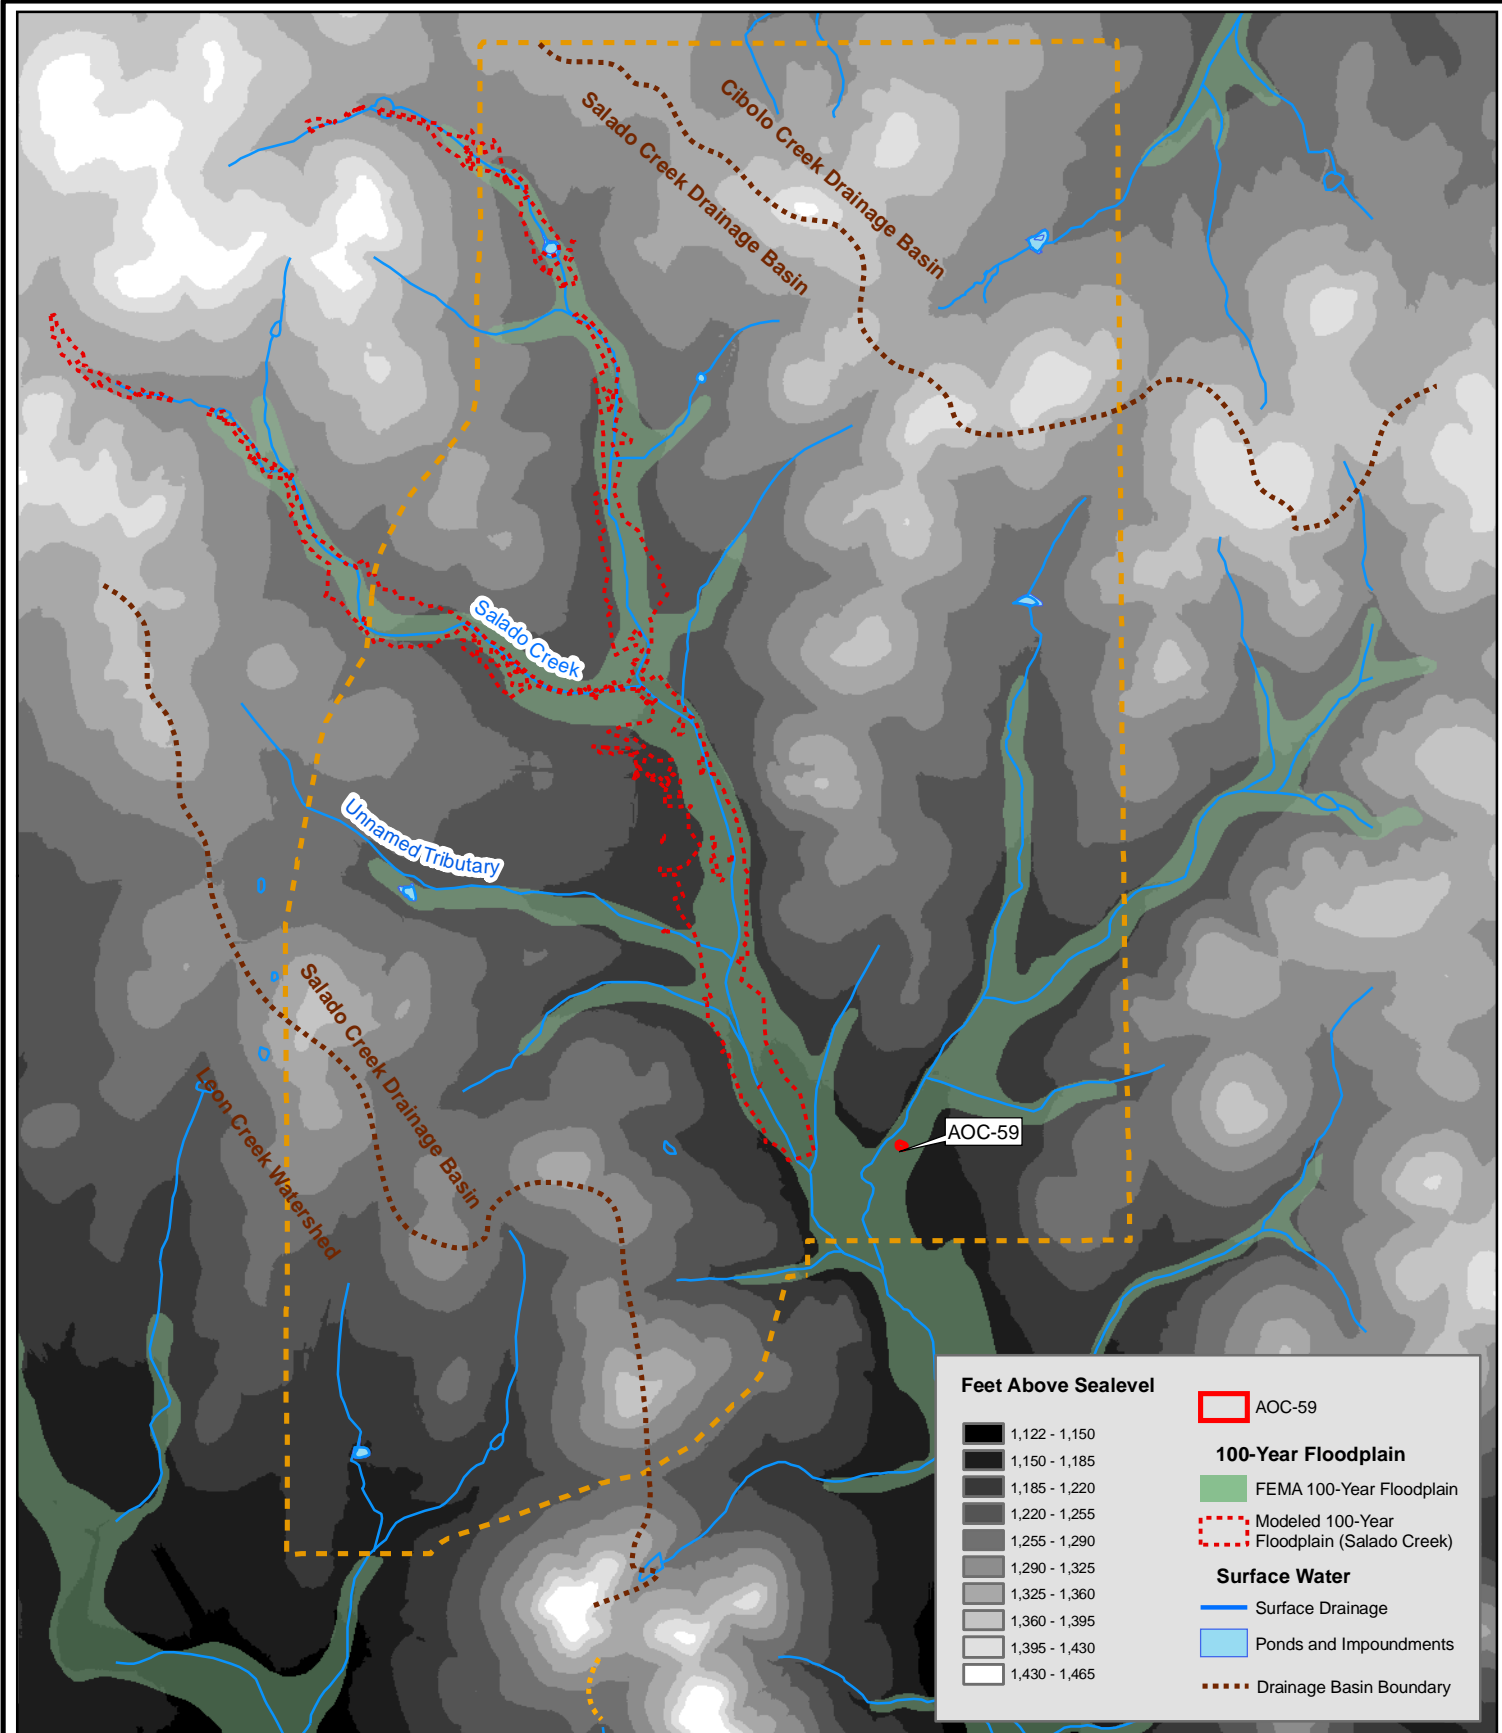 Cibolo Creek Drainage Basin
Salado Creek Drainage Basin
Salado Creek
Unnamed Tributary
Salado Creek Drainage Basin
Leon Creek Watershed
AOC-59
Feet Above Sealevel
1,122 - 1,150
1,150 - 1,185
1,185 - 1,220
1,220 - 1,255
1,255 - 1,290
1,290 - 1,325
1,325 - 1,360
1,360 - 1,395
1,395 - 1,430
1,430 - 1,465
AOC-59
100-Year Floodplain
FEMA 100-Year Floodplain
Modeled 100-Year
Floodplain (Salado Creek)
Surface Water
Surface Drainage
Ponds and Impoundments
Drainage Basin Boundary